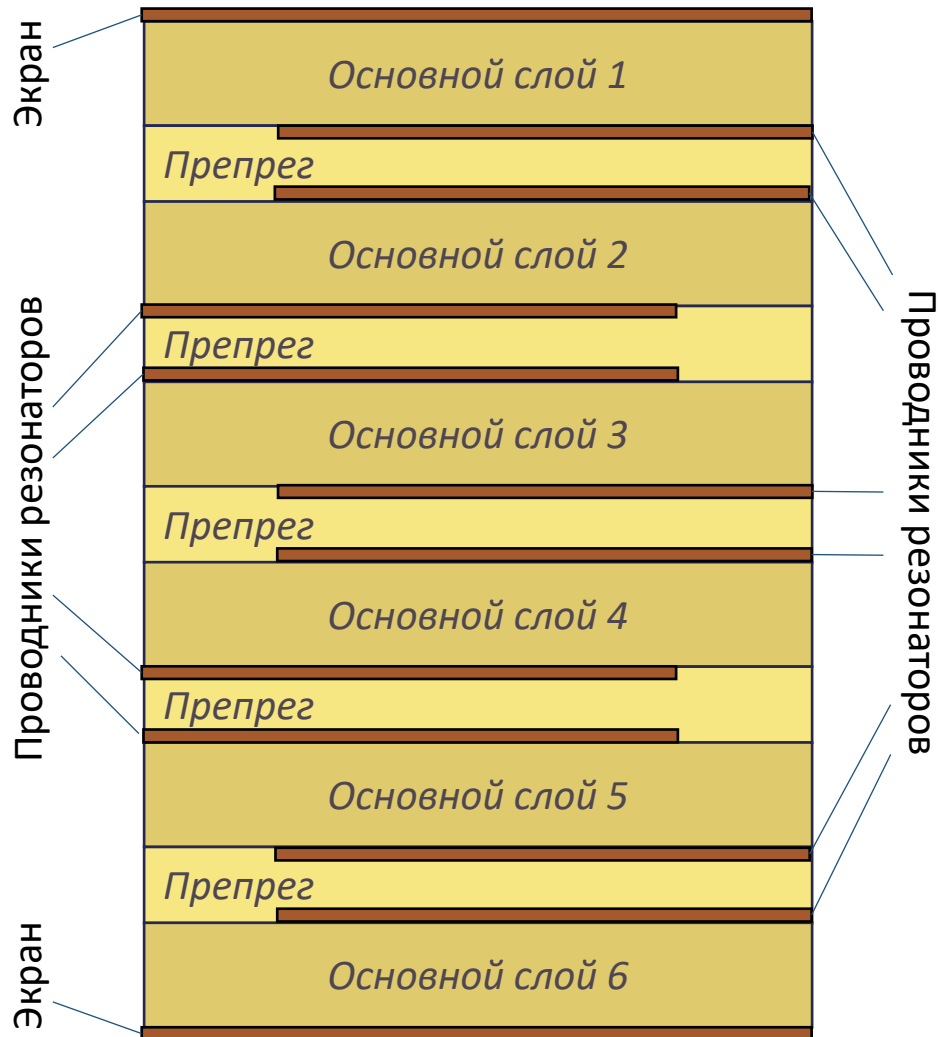 Экран
Основной слой 1
Препрег
Основной слой 2
Проводники резонаторов
Препрег
Проводники резонаторов
Основной слой 3
Препрег
Основной слой 4
Препрег
Основной слой 5
Препрег
Экран
Основной слой 6